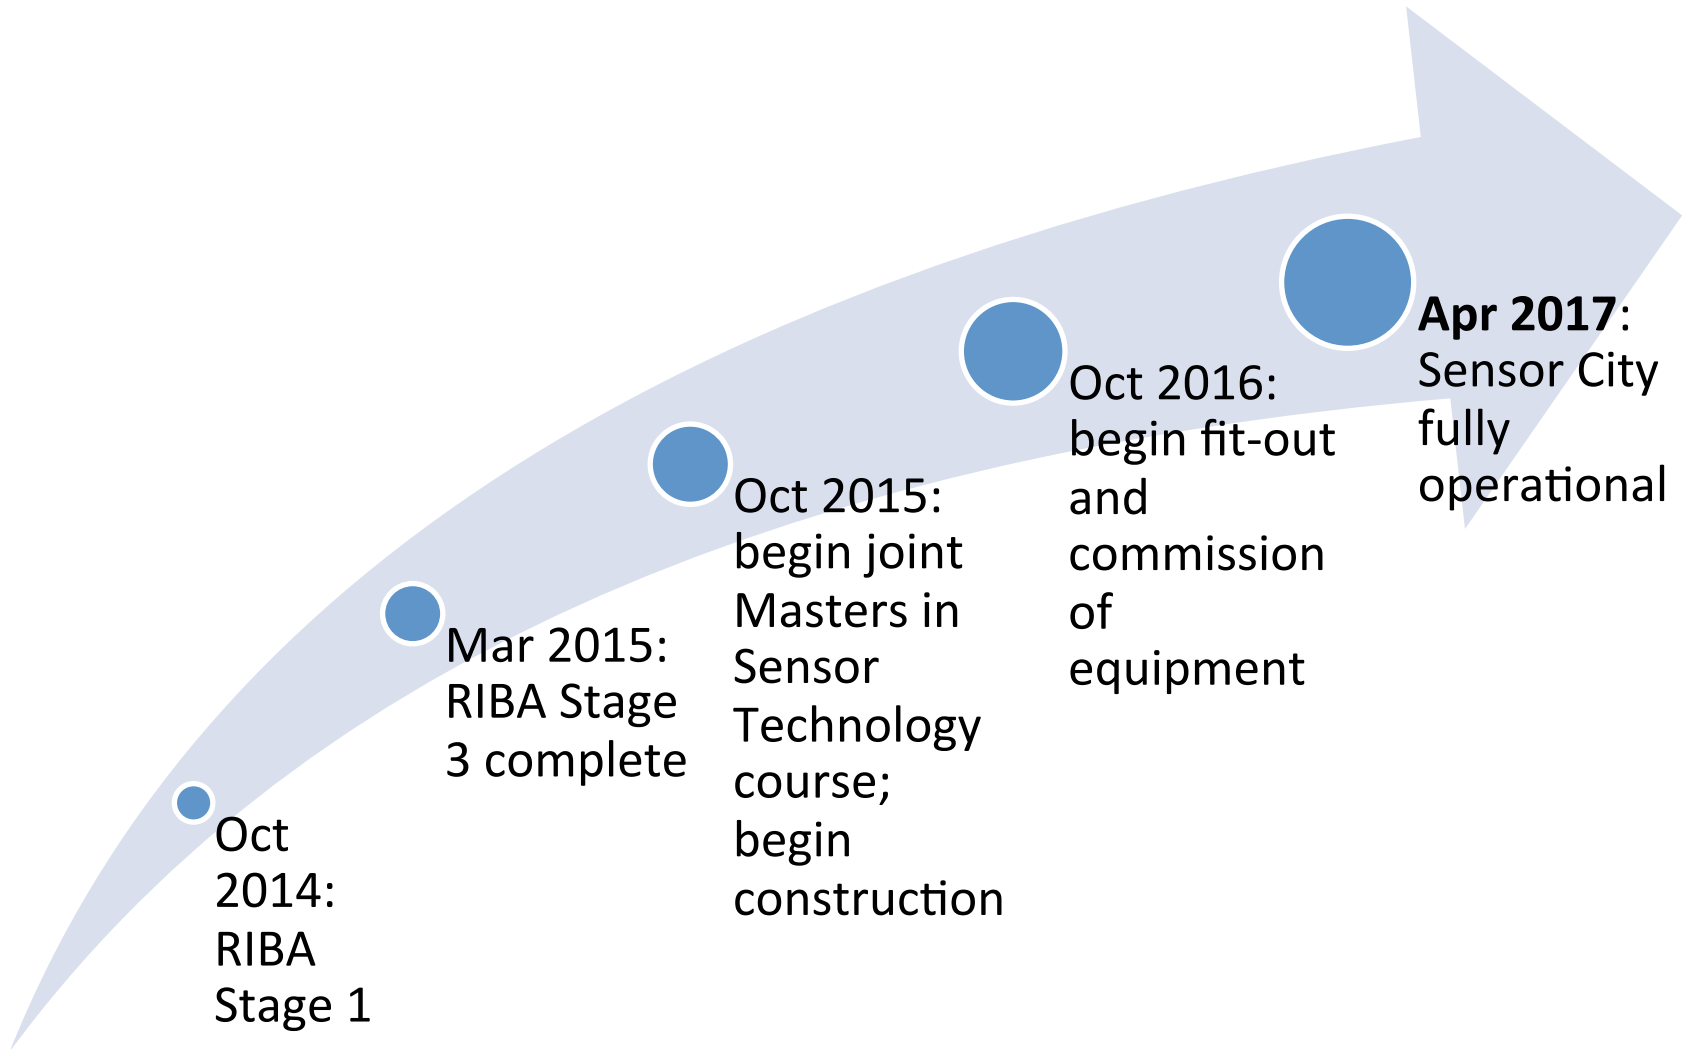 Oct
2014:
RIBA
Stage 1
Mar 2015:
RIBA Stage
3 complete
Oct 2015:
begin joint
Masters in
Sensor
Technology
course;
begin
construction
Oct 2016:
begin fit-out
and
commission
of
equipment
Apr 2017:
Sensor City
fully
operational